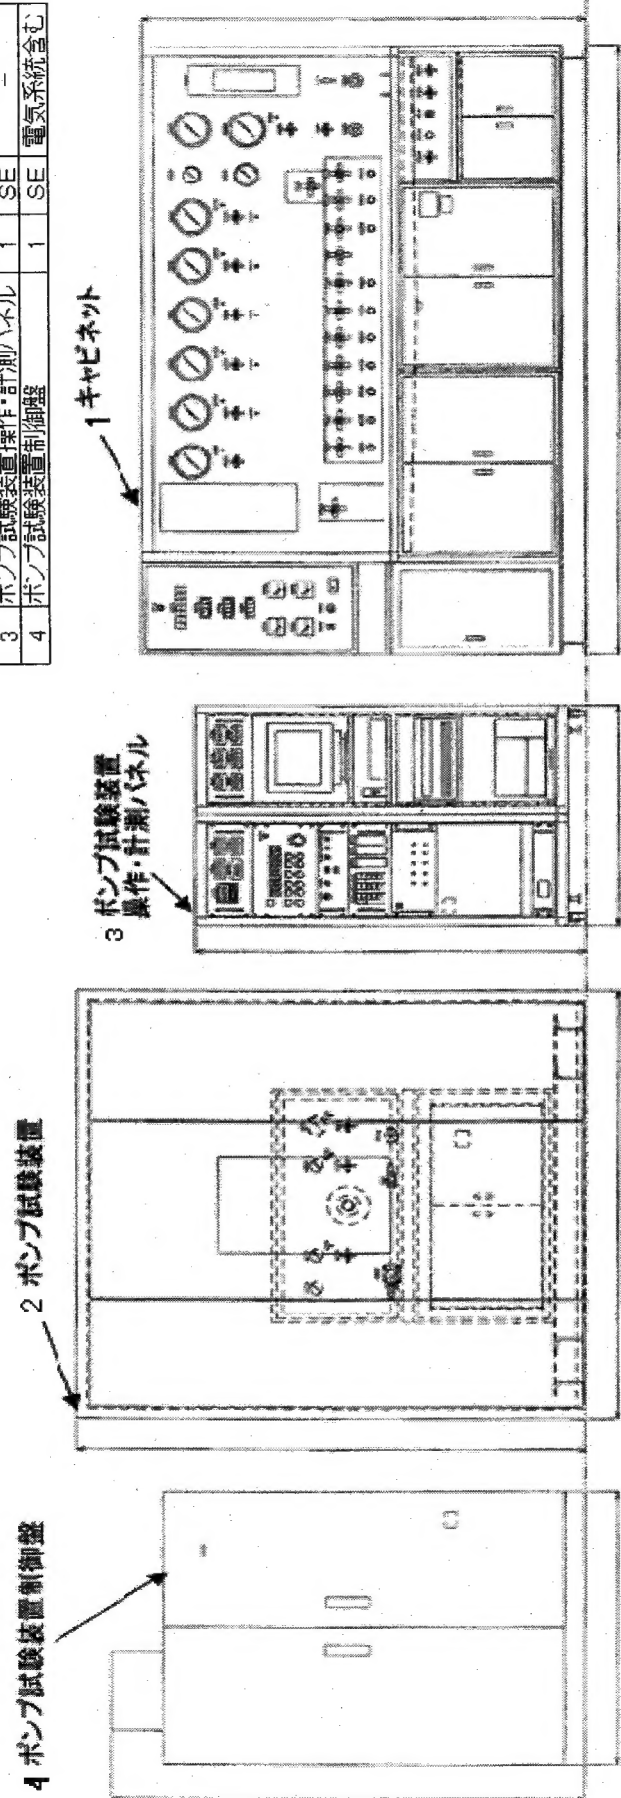 3 ポンプ試験装置操作・計測パネル 1 SE −
4 ポンプ試験装置制御盤 1 SE 電気系統含む
4 ポンプ試験装置制御盤
2 ポンプ試験装置
3 ポンプ試験装置
操作・計測パネル
1 キャビネット